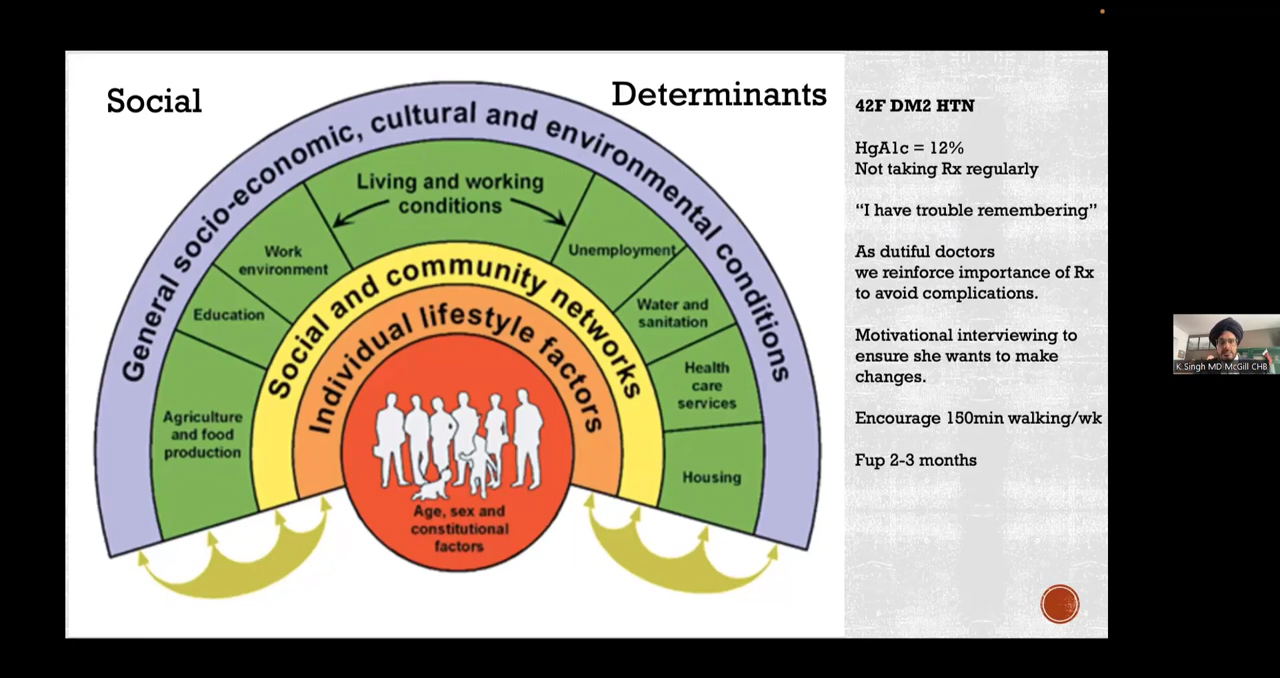 Social
Determinants
General socio-economic, cultural and environmental conditions
Living and working
conditions
Work
environment
Unemployment
Education
Water and
sanitation
Agriculture
and food
production
Health
care
services
Housing
Social and community networks
Individual lifestyle factors
Age, sex and
constitutional
factors
42F DM2 HTN
HgA1c = 12%
Not taking Rx regularly
“I have trouble remembering”
As dutiful doctors
we reinforce importance of Rx
to avoid complications.
Motivational interviewing to
ensure she wants to make
changes.
Encourage 150min walking/wk
Fup 2-3 months
K.Singh MD McGill CHB